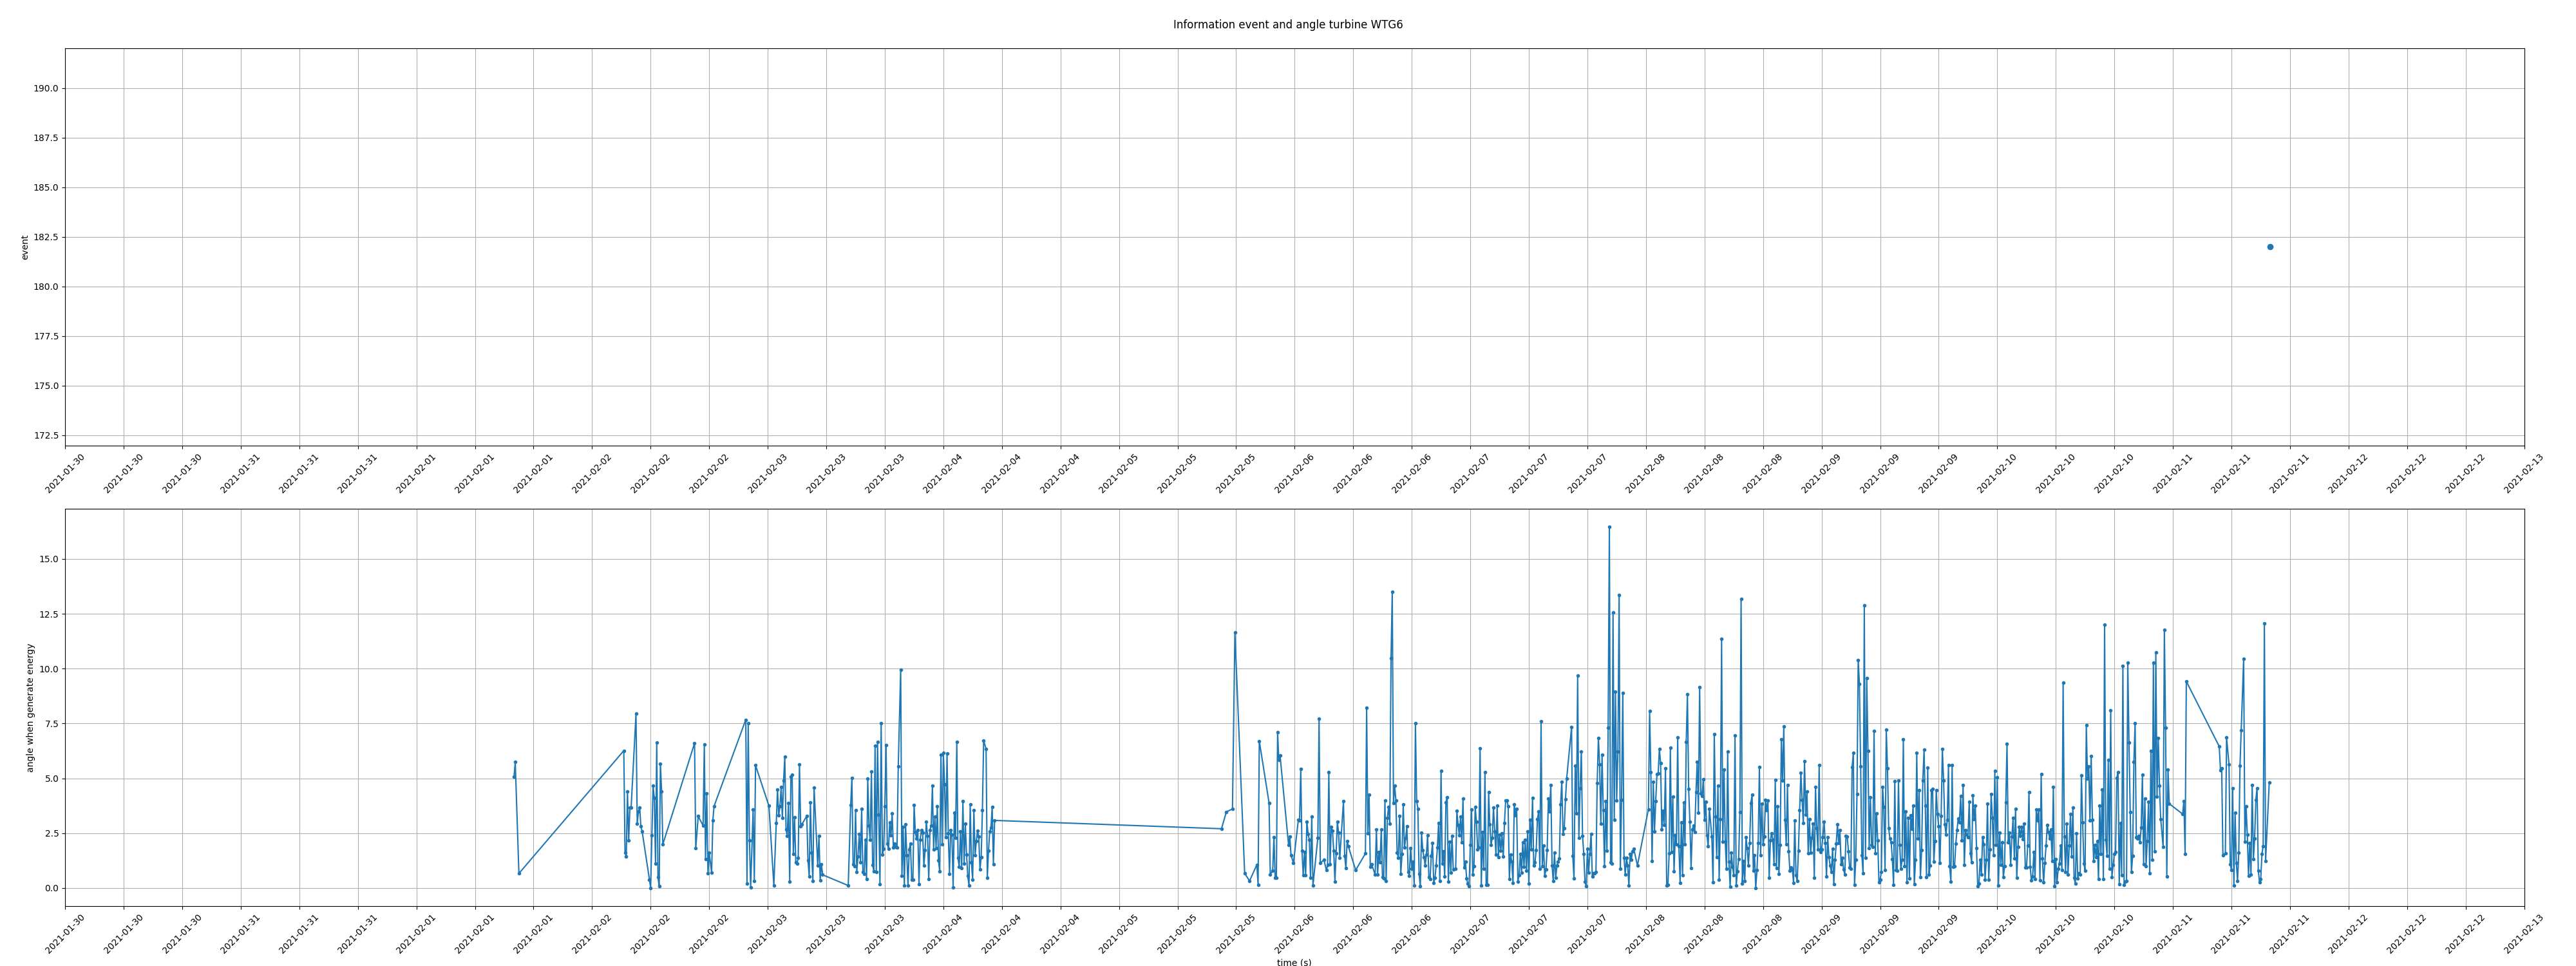 Information event and angle turbine WTG6
event
190.0
187.5
185.0
182.5
180.0
177.5
175.0
172.5
2021-01-30 2021-01-30 2021-01-30 2021-01-31 2021-01-31 2021-01-31 2021-02-01 2021-02-01 2021-02-01 2021-02-02 2021-02-02 2021-02-02 2021-02-03 2021-02-03 2021-02-03 2021-02-04 2021-02-04 2021-02-04 2021-02-05 2021-02-05 2021-02-05 2021-02-06 2021-02-06 2021-02-06 2021-02-07 2021-02-07 2021-02-07 2021-02-08 2021-02-08 2021-02-08 2021-02-09 2021-02-09 2021-02-09 2021-02-10 2021-02-10 2021-02-10 2021-02-11 2021-02-11 2021-02-11 2021-02-12 2021-02-12 2021-02-12 2021-02-13
angle when generate energy
15.0
12.5
10.0
7.5
5.0
2.5
0.0
2021-01-30 2021-01-30 2021-01-30 2021-01-31 2021-01-31 2021-01-31 2021-02-01 2021-02-01 2021-02-01 2021-02-02 2021-02-02 2021-02-02 2021-02-03 2021-02-03 2021-02-03 2021-02-04 2021-02-04 2021-02-04 2021-02-05 2021-02-05 2021-02-05 2021-02-06 2021-02-06 2021-02-06 2021-02-07 2021-02-07 2021-02-07 2021-02-08 2021-02-08 2021-02-08 2021-02-09 2021-02-09 2021-02-09 2021-02-10 2021-02-10 2021-02-10 2021-02-11 2021-02-11 2021-02-11 2021-02-12 2021-02-12 2021-02-12 2021-02-13
time (s)